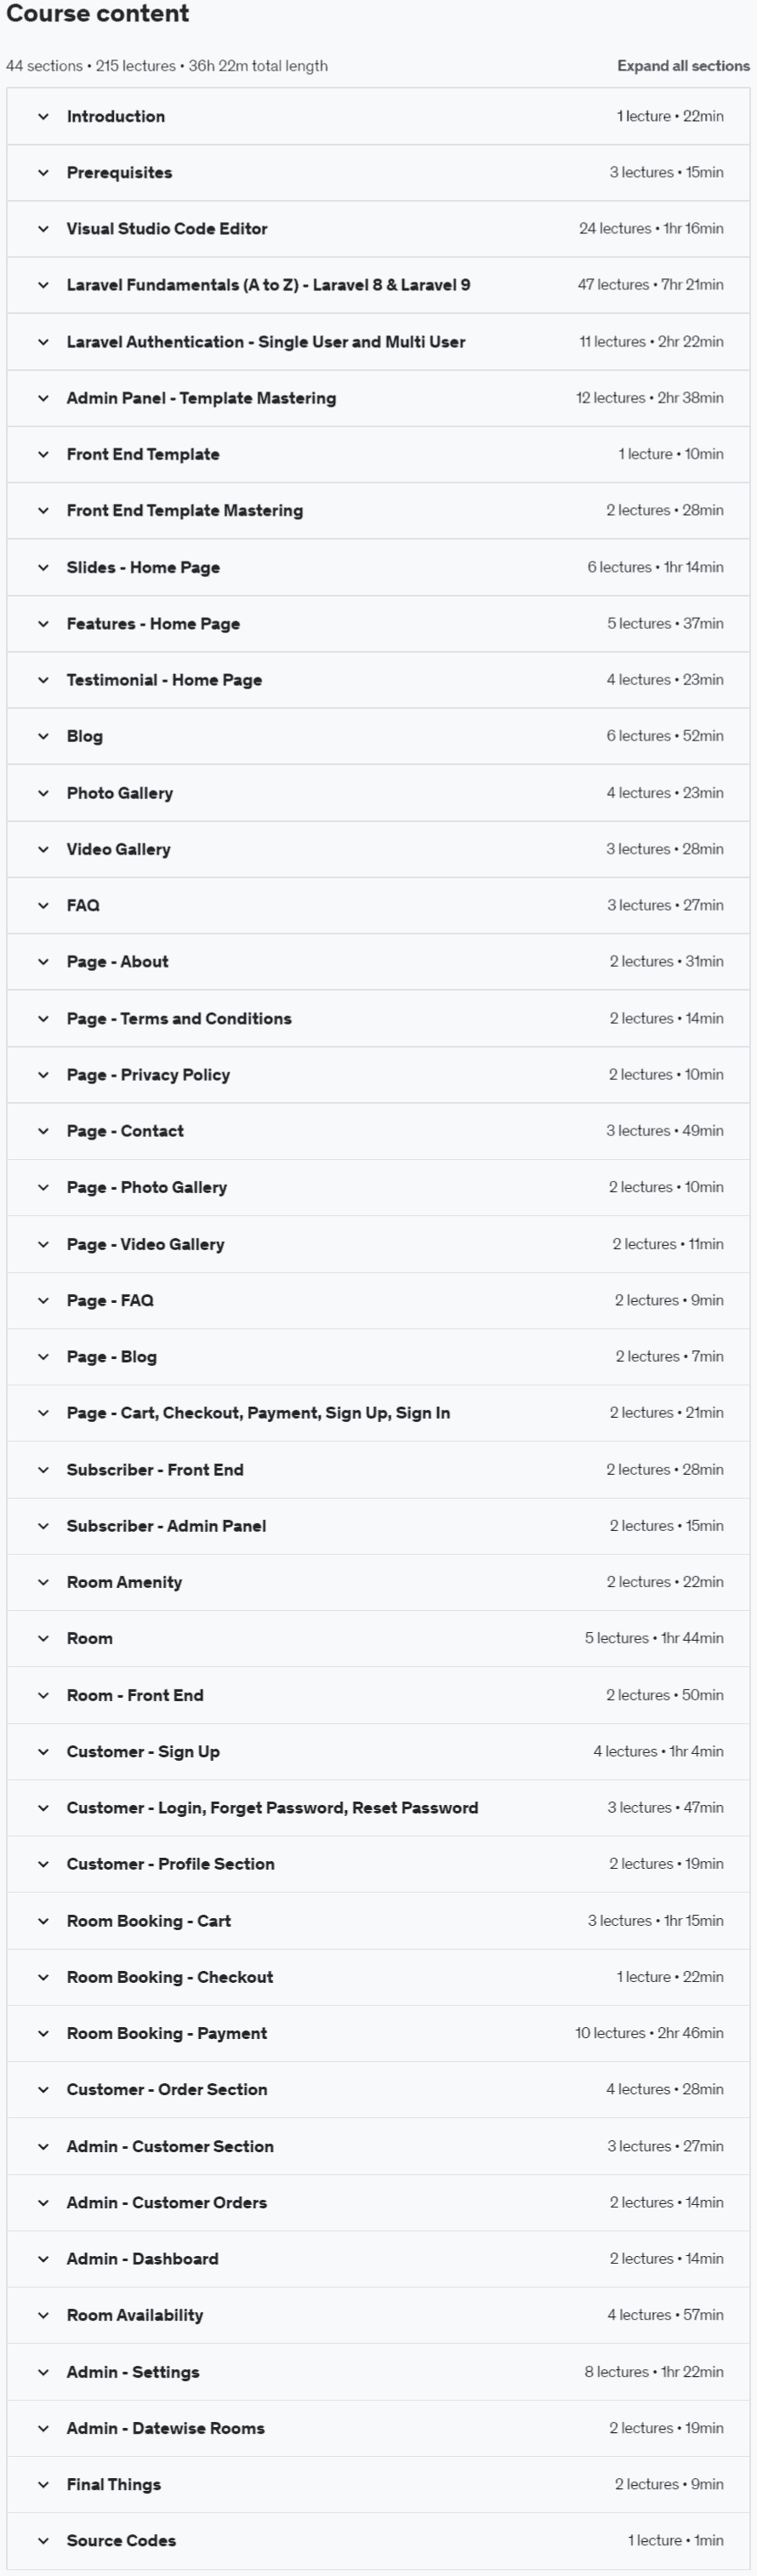 Course content
44 sections • 215 lectures • 36h 22m total length Expand all sections
Introduction 1 lecture • 22min
Prerequisites 3 lectures • 15min
Visual Studio Code Editor 24 lectures • 1hr 16min
Laravel Fundamentals (A to Z) - Laravel 8 & Laravel 9 47 lectures • 7hr 21min
Laravel Authentication - Single User and Multi User 11 lectures • 2hr 22min
Admin Panel - Template Mastering 12 lectures • 2hr 38min
Front End Template 1 lecture • 10min
Front End Template Mastering 2 lectures • 28min
Slides - Home Page 6 lectures • 1hr 14min
Features - Home Page 5 lectures • 37min
Testimonial - Home Page 4 lectures • 23min
Blog 6 lectures • 52min
Photo Gallery 4 lectures • 23min
Video Gallery 3 lectures • 28min
FAQ 3 lectures • 27min
Page - About 2 lectures • 31min
Page - Terms and Conditions 2 lectures • 14min
Page - Privacy Policy 2 lectures • 10min
Page - Contact 3 lectures • 49min
Page - Photo Gallery 2 lectures • 10min
Page - Video Gallery 2 lectures • 11min
Page - FAQ 2 lectures • 9min
Page - Blog 2 lectures • 7min
Page - Cart, Checkout, Payment, Sign Up, Sign In 2 lectures • 21min
Subscriber - Front End 2 lectures • 28min
Subscriber - Admin Panel 2 lectures • 15min
Room Amenity 2 lectures • 22min
Room 5 lectures • 1hr 44min
Room - Front End 2 lectures • 50min
Customer - Sign Up 4 lectures • 1hr 4min
Customer - Login, Forget Password, Reset Password 3 lectures • 47min
Customer - Profile Section 2 lectures • 19min
Room Booking - Cart 3 lectures • 1hr 15min
Room Booking - Checkout 1 lecture • 22min
Room Booking - Payment 10 lectures • 2hr 46min
Customer - Order Section 4 lectures • 28min
Admin - Customer Section 3 lectures • 27min
Admin - Customer Orders 2 lectures • 14min
Admin - Dashboard 2 lectures • 14min
Room Availability 4 lectures • 57min
Admin - Settings 8 lectures • 1hr 22min
Admin - Datewise Rooms 2 lectures • 19min
Final Things 2 lectures • 9min
Source Codes 1 lecture • 1min